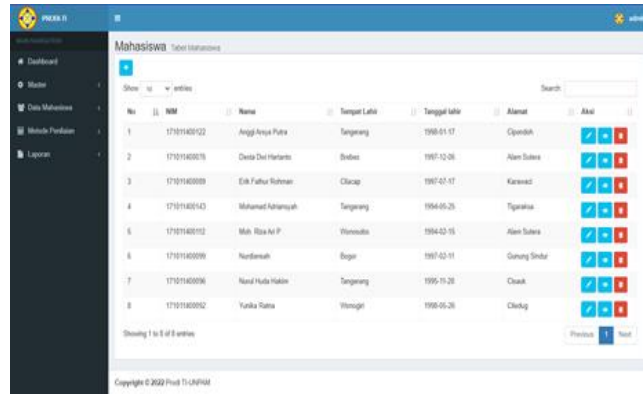 PRODI TI
admin
Mahasiswa Tabel Mahasiswa
Dashboard
Master
Data Mahasiswa
Metode Penilaian
Laporan
Show 10 entries
Search:
No NIM Nama Tempat Lahir Tanggal lahir Alamat Aksi
1 171011400122 Anggi Ansya Putra Tangerang 1998-01-17 Cipondoh
2 171011400076 Desta Dwi Hartanto Brebes 1997-12-06 Alam Sutera
3 171011400089 Erik Fathur Rohman Cilacap 1997-07-17 Karawaci
4 171011400143 Mohamad Adriansyah Tangerang 1994-05-25 Tigaraksa
5 171011400112 Moh. Riza Ari P Wonosobo 1994-02-15 Alam Sutera
6 171011400099 Nurdiansah Bogor 1997-02-11 Gunung Sindur
7 171011400096 Nurul Huda Hakim Tangerang 1995-11-20 Cisauk
8 171011400092 Yunika Ratna Wonogiri 1998-05-26 Ciledug
Showing 1 to 8 of 8 entries
Previous 1 Next
Copyright © 2022 Prodi TI-UNPAM